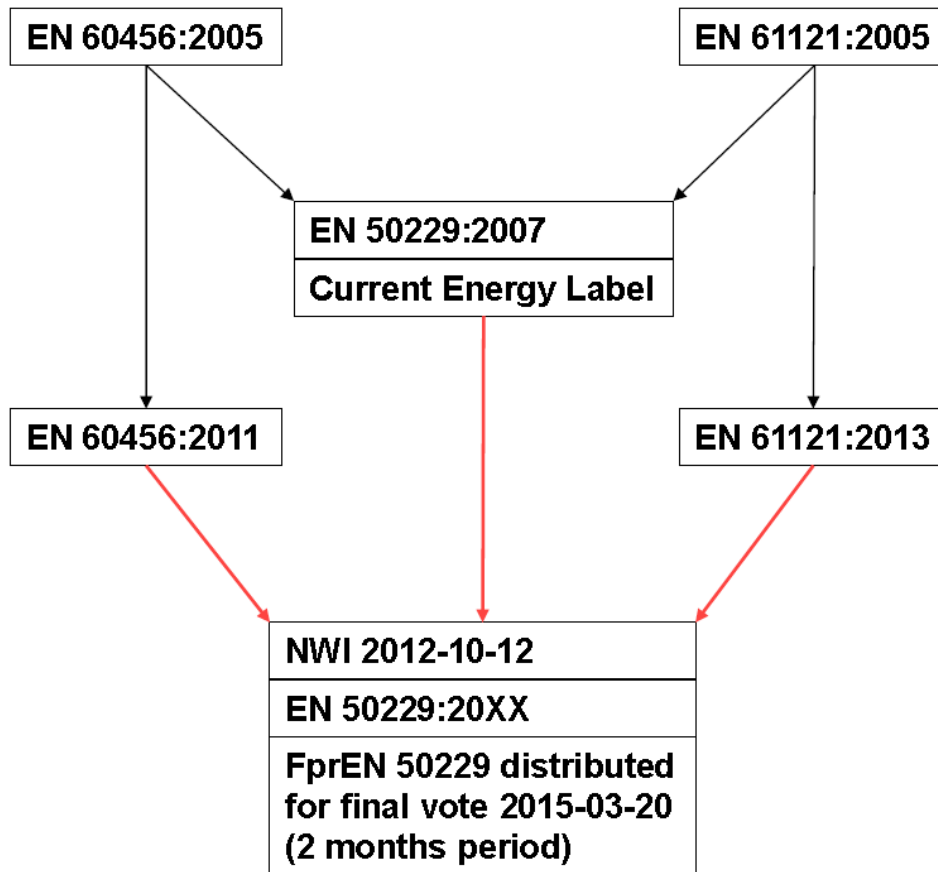 EN 60456:2005
EN 61121:2005
EN 50229:2007
Current Energy Label
EN 60456:2011
EN 61121:2013
NWI 2012-10-12
EN 50229:20XX
FprEN 50229 distributed
for final vote 2015-03-20
(2 months period)